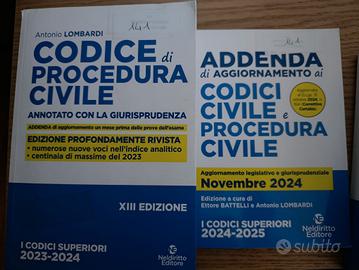 141
Antonio LOMBARDI
CODICE di
PROCEDURA
CIVILE
ANNOTATO CON LA GIURISPRUDENZA
ADDENDA di aggiornamento un mese prima delle prove dell'esame
EDIZIONE PROFONDAMENTE RIVISTA
• numerose nuove voci nell'indice analitico
• centinaia di massime del 2023
XIII EDIZIONE
I CODICI SUPERIORI
2023-2024
Neldiritto
Editore
141
ADDENDA
di AGGIORNAMENTO ai
CODICI
CIVILE e
PROCEDURA
CIVILE
Aggiornamento legislativo e giurisprudenziale
Novembre 2024
Edizione a cura di
Ettore BATTELLI e Antonio LOMBARDI
I CODICI SUPERIORI
2024-2025
Neldiritto
Editore
subito